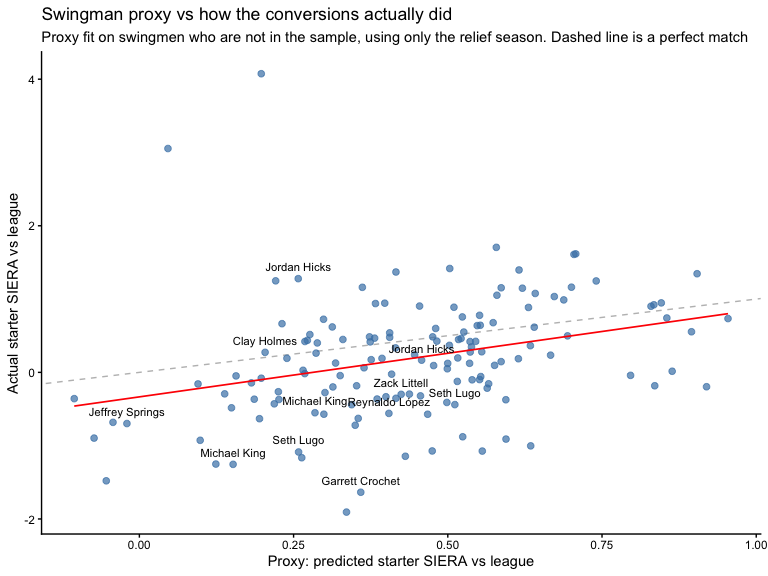 Swingman proxy vs how the conversions actually did
Proxy fit on swingmen who are not in the sample, using only the relief season. Dashed line is a perfect match
Actual starter SIERA vs league
4
2
0
-2
Jordan Hicks
Clay Holmes
Jordan Hicks
Zack Littell
Seth Lugo
Michael King
Reynaldo López
Jeffrey Springs
Seth Lugo
Michael King
Garrett Crochet
0.00
0.25
0.50
0.75
1.00
Proxy: predicted starter SIERA vs league